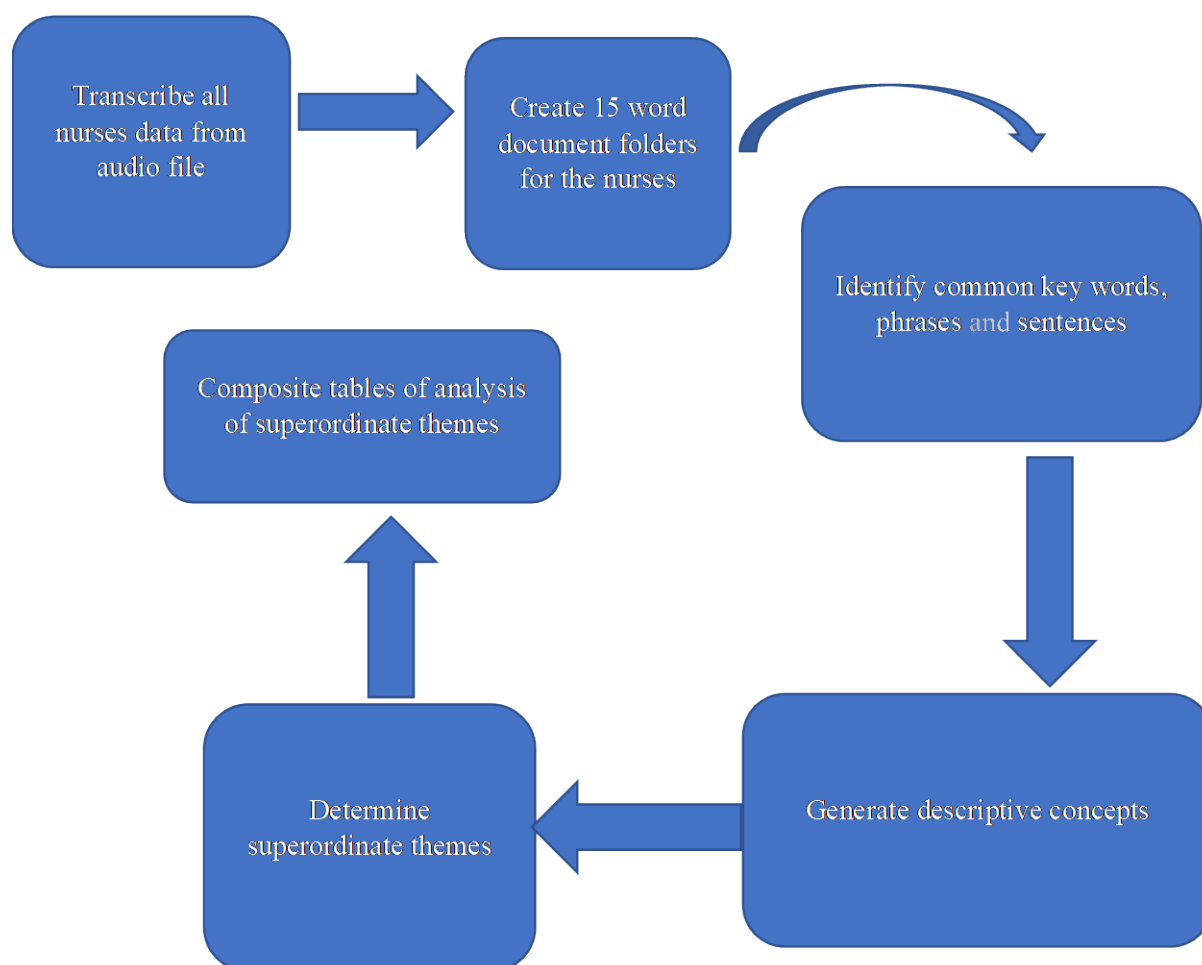 Transcribe all
nurses data from
audio file
Create 15 word
document folders
for the nurses
Identify common key words,
phrases and sentences
Generate descriptive concepts
Determine
superordinate themes
Composite tables of analysis
of superordinate themes